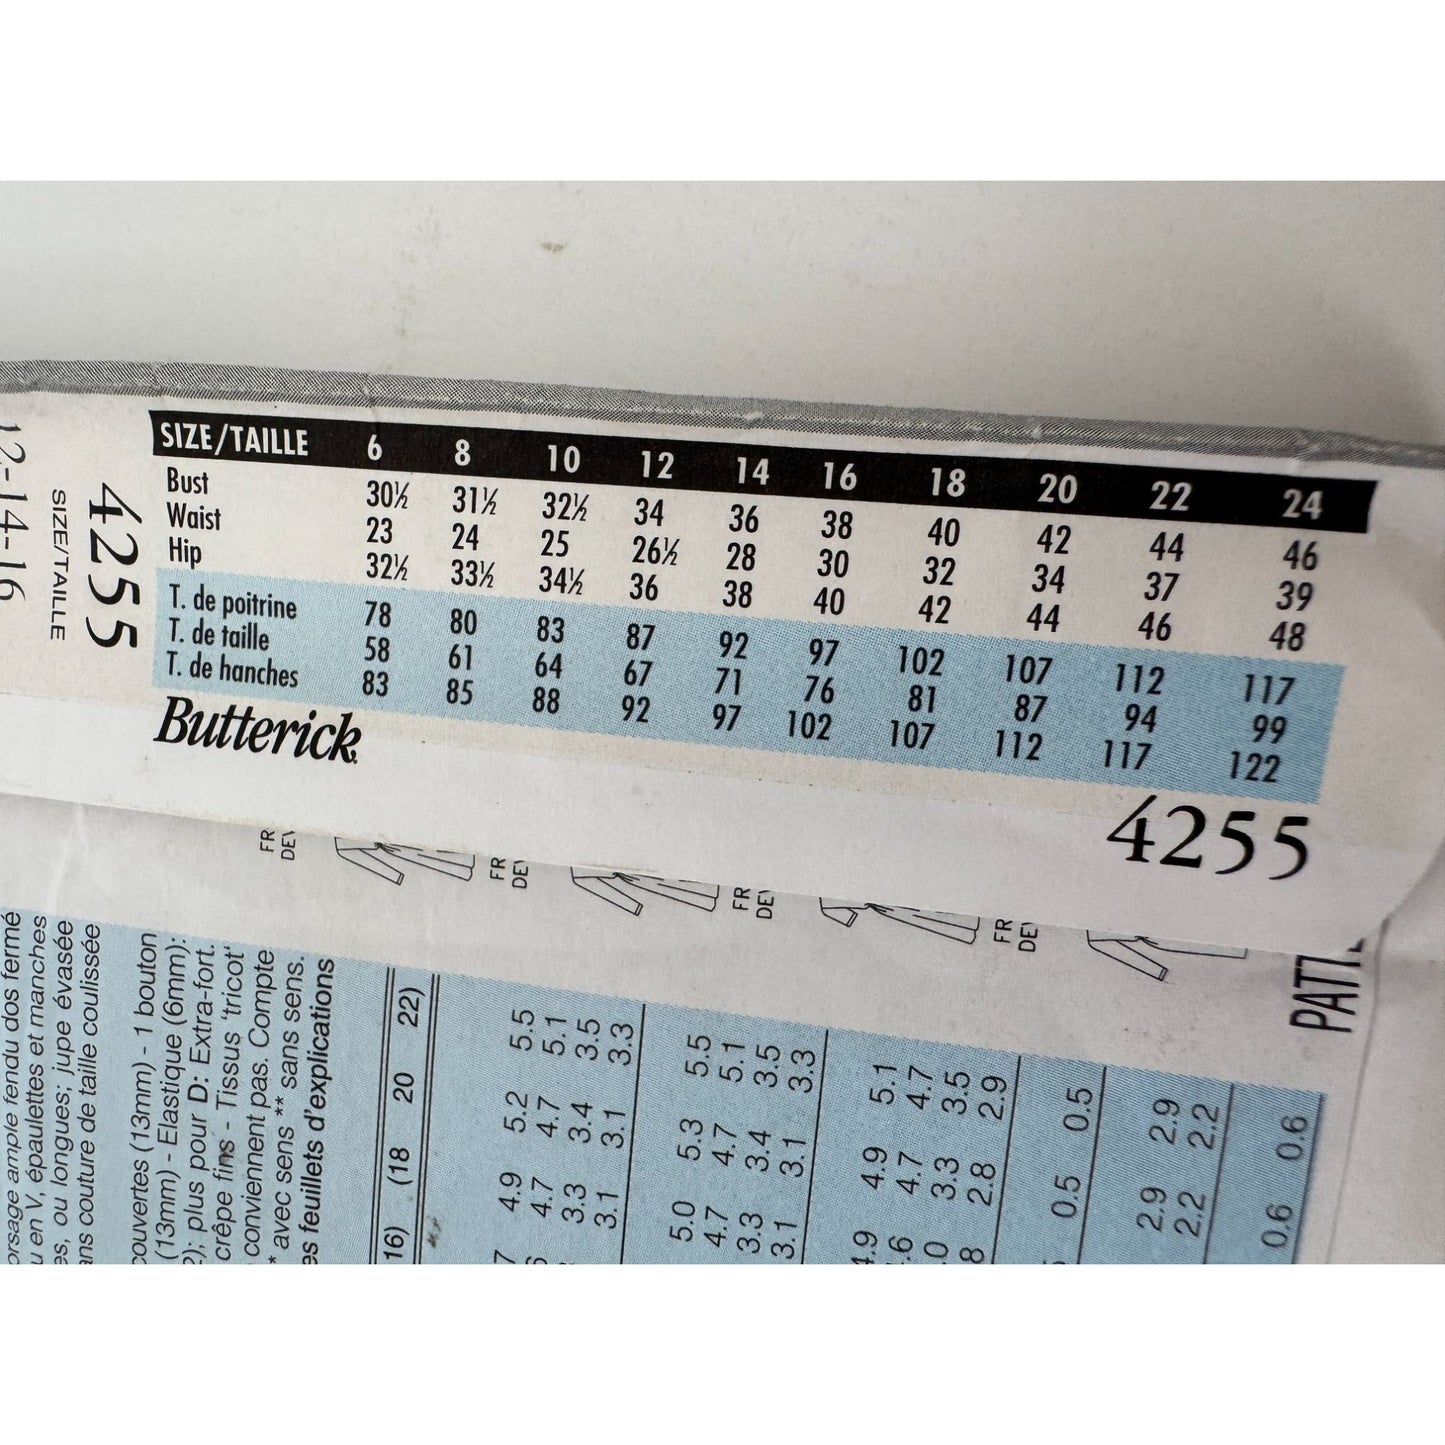 SIZE/TAILLE 6 8 10 12 14 16 18 20 22 24
Bust 30½ 31½ 32½ 34 36 38 40 42 44 46
Waist 23 24 25 26½ 28 30 32 34 37 39
Hip 32½ 33½ 34½ 36 38 40 42 44 46 48
T. de poitrine 78 80 83 87 92 97 102 107 112 117
T. de taille 58 61 64 67 71 76 81 87 94 99
T. de hanches 83 85 88 92 97 102 107 112 117 122
Butterick
4255
4255
SIZE/TAILLE
12-14-16
FR
DEV
FR
DEV
FR
DEV
FR
DEV
ample fendu dos fermé
u en V, épaulettes et manches
es, ou longues; jupe évasée
couture de taille coulissée
couvertes (13mm) - 1 bouton
(13mm) - Elastique (6mm):
2); plus pour D: Extra-fort.
crêpe fins - Tissus 'tricot'
conviennent pas. Compte
* avec sens ** sans sens.
es feuillets d'explications
16) (18 20 22)
4.9 5.2 5.5
4.7 4.7 5.1
3.3 3.4 3.5
3.1 3.1 3.3
5.0 5.3 5.5
4.7 4.7 5.1
3.3 3.4 3.5
3.1 3.1 3.3
4.9 4.9 5.1
4.7 4.7
3.3 3.5
2.8 2.9
0.5 0.5
2.9 2.9
2.2 2.2
0.6 0.6